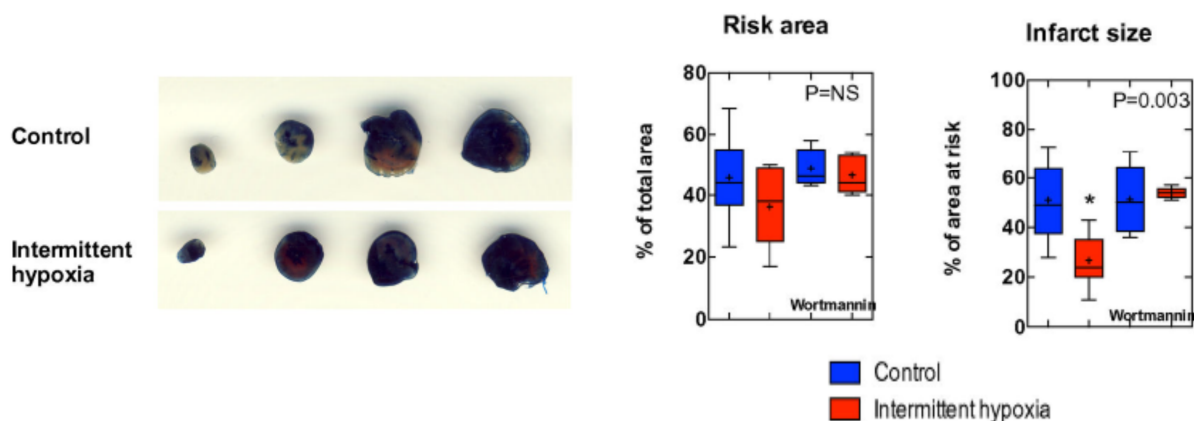 Control
Intermittent
hypoxia
Risk area
% of total area
80
60
40
20
0
P=NS
Wortmannin
Infarct size
% of area at risk
100
80
60
40
20
0
P=0.003
*
Wortmannin
Control
Intermittent hypoxia